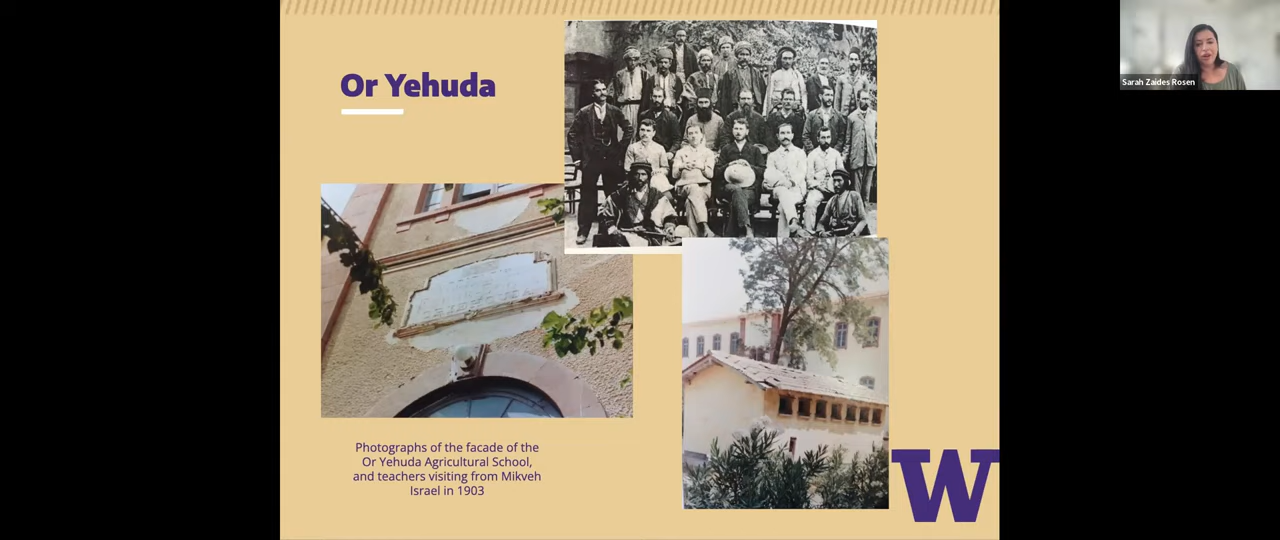 Or Yehuda
Photographs of the facade of the
Or Yehuda Agricultural School,
and teachers visiting from Mikveh
Israel in 1903
W
Sarah Zaides Rosen